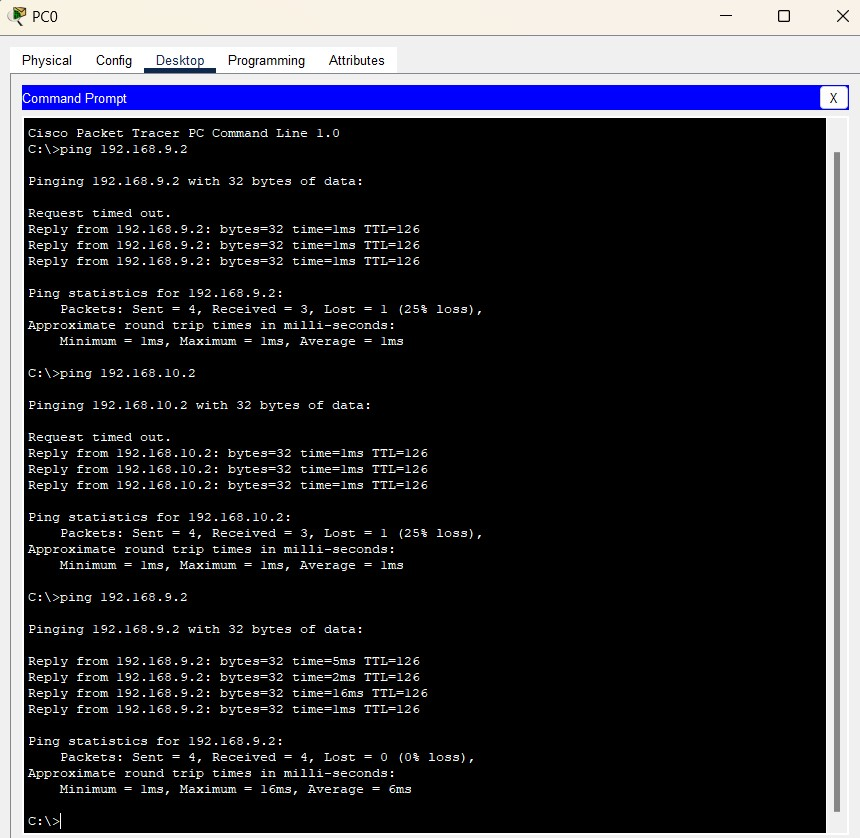 PC0
Physical Config Desktop Programming Attributes
Command Prompt
X
Cisco Packet Tracer PC Command Line 1.0
C:\>ping 192.168.9.2
Pinging 192.168.9.2 with 32 bytes of data:
Request timed out.
Reply from 192.168.9.2: bytes=32 time=1ms TTL=126
Reply from 192.168.9.2: bytes=32 time=1ms TTL=126
Reply from 192.168.9.2: bytes=32 time=1ms TTL=126
Ping statistics for 192.168.9.2:
Packets: Sent = 4, Received = 3, Lost = 1 (25% loss),
Approximate round trip times in milli-seconds:
Minimum = 1ms, Maximum = 1ms, Average = 1ms
C:\>ping 192.168.10.2
Pinging 192.168.10.2 with 32 bytes of data:
Request timed out.
Reply from 192.168.10.2: bytes=32 time=1ms TTL=126
Reply from 192.168.10.2: bytes=32 time=1ms TTL=126
Reply from 192.168.10.2: bytes=32 time=1ms TTL=126
Ping statistics for 192.168.10.2:
Packets: Sent = 4, Received = 3, Lost = 1 (25% loss),
Approximate round trip times in milli-seconds:
Minimum = 1ms, Maximum = 1ms, Average = 1ms
C:\>ping 192.168.9.2
Pinging 192.168.9.2 with 32 bytes of data:
Reply from 192.168.9.2: bytes=32 time=5ms TTL=126
Reply from 192.168.9.2: bytes=32 time=2ms TTL=126
Reply from 192.168.9.2: bytes=32 time=16ms TTL=126
Reply from 192.168.9.2: bytes=32 time=1ms TTL=126
Ping statistics for 192.168.9.2:
Packets: Sent = 4, Received = 4, Lost = 0 (0% loss),
Approximate round trip times in milli-seconds:
Minimum = 1ms, Maximum = 16ms, Average = 6ms
C:\>